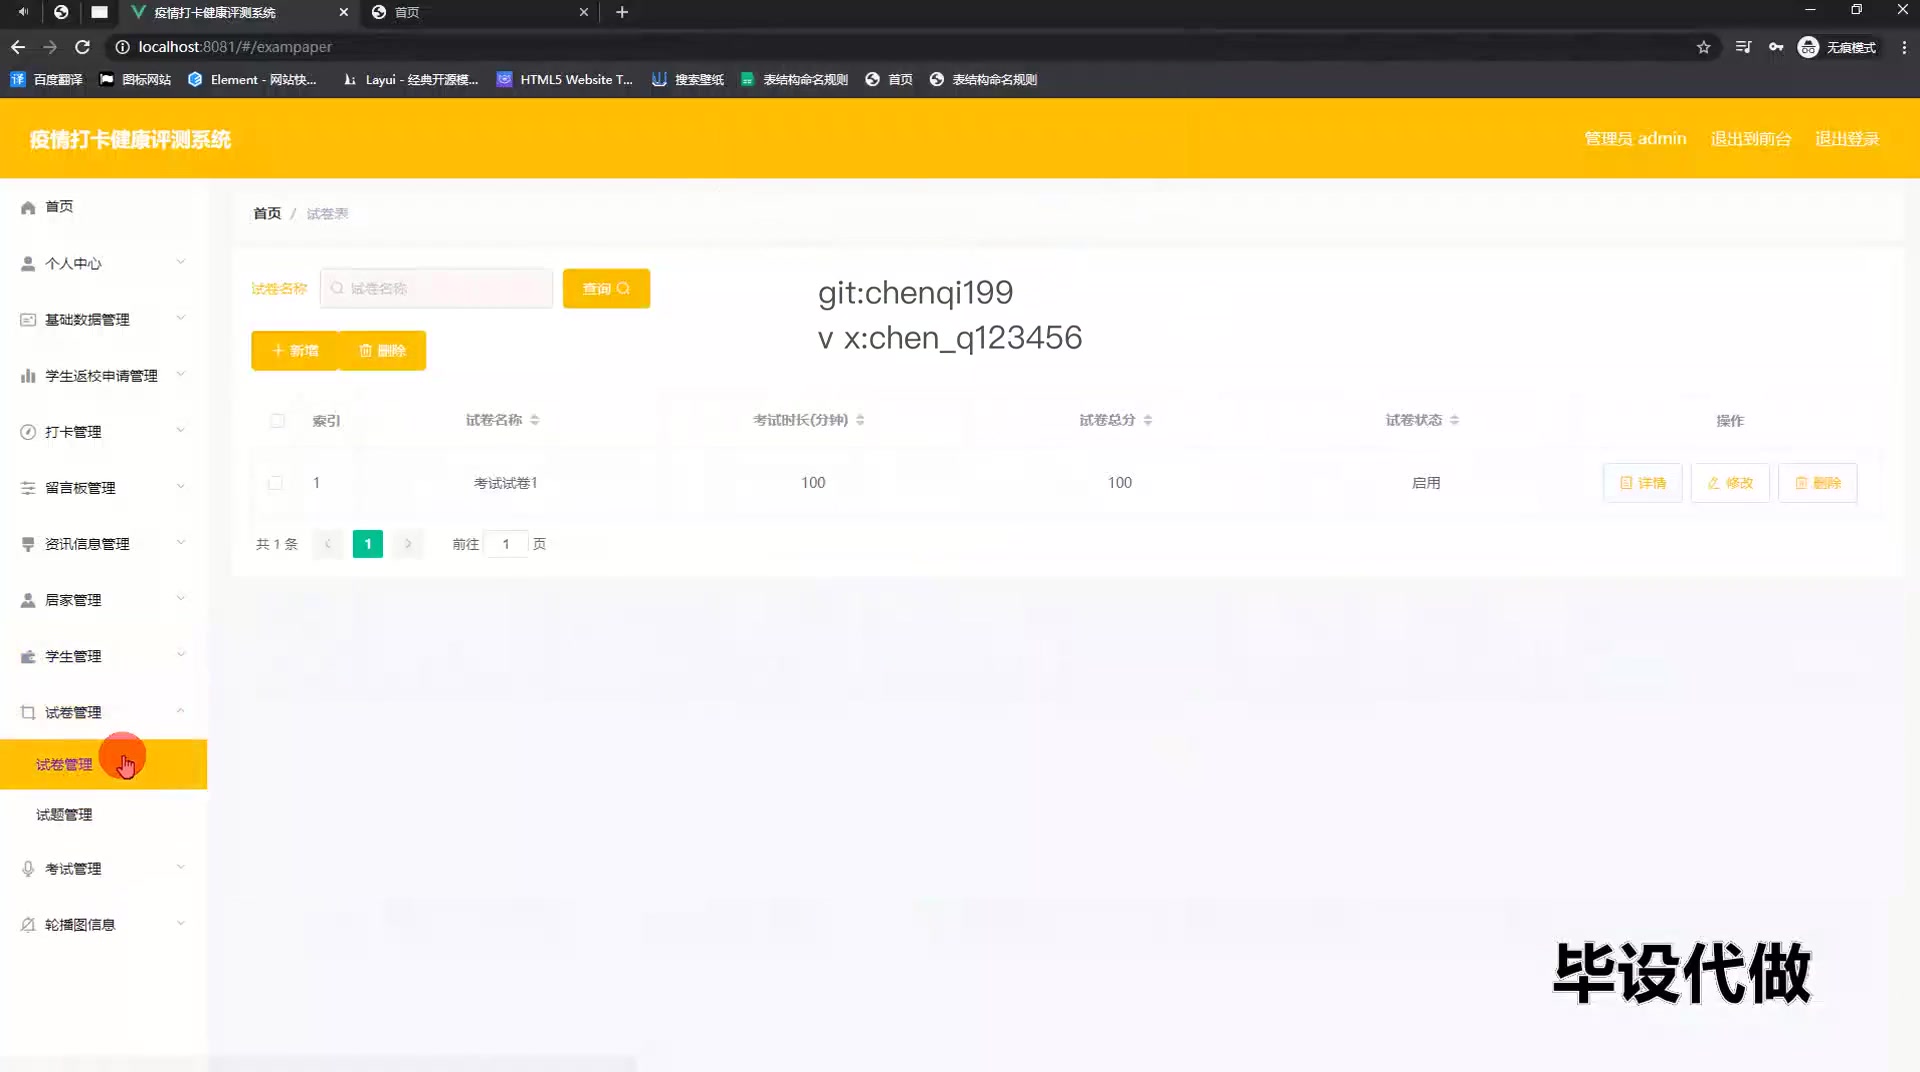 疫情打卡健康评测系统
首页
localhost:8081/#/exampaper
无痕模式
百度翻译
图标网站
Element - 网站快...
Layui - 经典开源模...
HTML5 Website T...
搜索壁纸
表结构命名规则
首页
表结构命名规则
疫情打卡健康评测系统
管理员 admin
退出到前台
退出登录
首页
个人中心
基础数据管理
学生返校申请管理
打卡管理
留言板管理
资讯信息管理
居家管理
学生管理
试卷管理
试卷管理
试题管理
考试管理
轮播图信息
首页 / 试卷表
试卷名称 试卷名称 查询
git:chenqi199
v x:chen_q123456
新增 删除
索引 试卷名称 考试时长(分钟) 试卷总分 试卷状态 操作
1 考试试卷1 100 100 启用 详情 修改 删除
共 1 条 1 前往 1 页
毕设代做